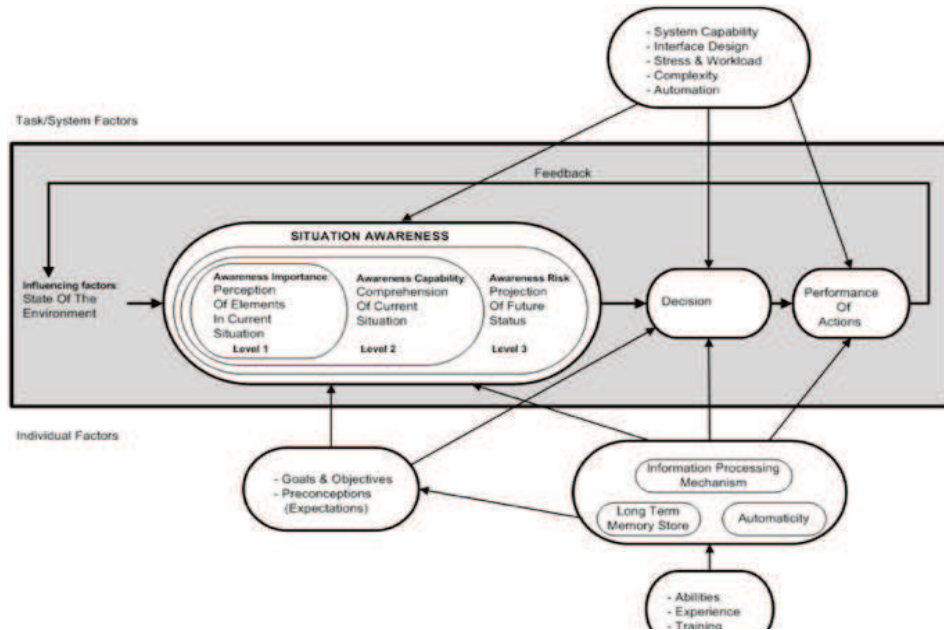 - System Capability
- Interface Design
- Stress & Workload
- Complexity
- Automation
Task/System Factors
Feedback
SITUATION AWARENESS
Influencing factors
State Of The
Environment
Awareness Importance
Perception
Of Elements
In Current
Situation
Level 1
Awareness Capability
Comprehension
Of Current
Situation
Level 2
Awareness Risk
Projection
Of Future
Status
Level 3
Decision
Performance
Of
Actions
Individual Factors
- Goals & Objectives
- Preconceptions
(Expectations)
Information Processing
Mechanism
Long Term
Memory Store
Automaticity
- Abilities
- Experience
- Training